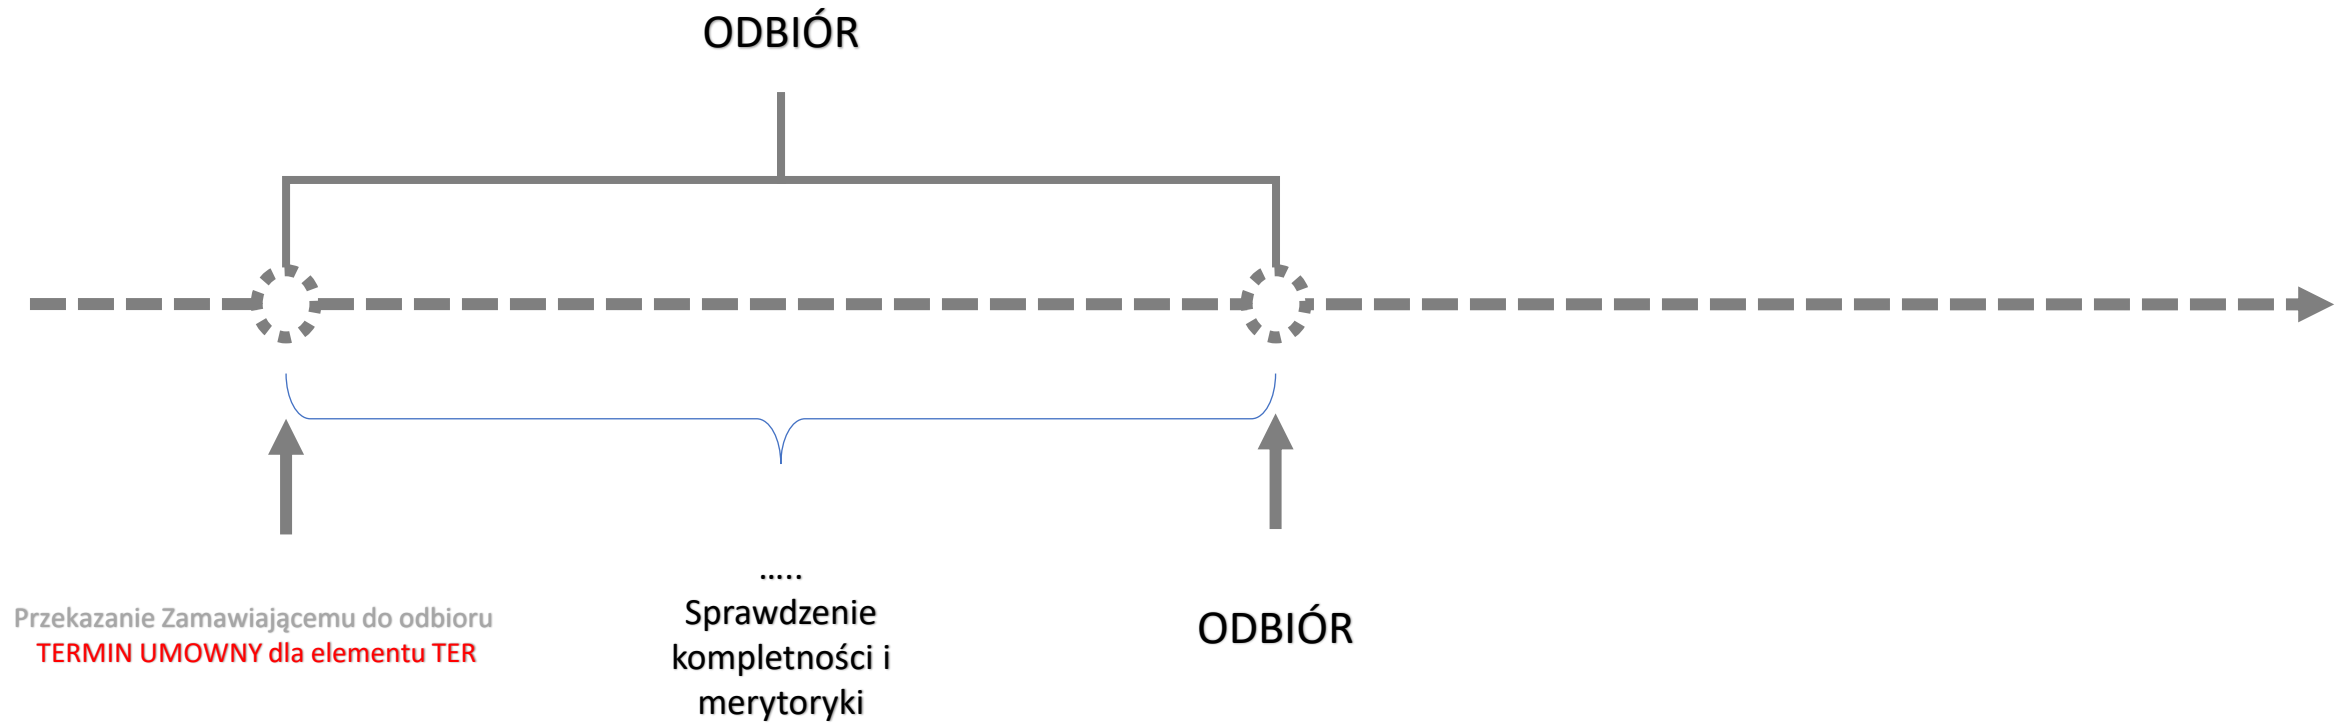 ODBIÓR
Przekazanie Zamawiającemu do odbioru
TERMIN UMOWNY dla elementu TER
.....
Sprawdzenie
kompletności i
merytoryki
ODBIÓR